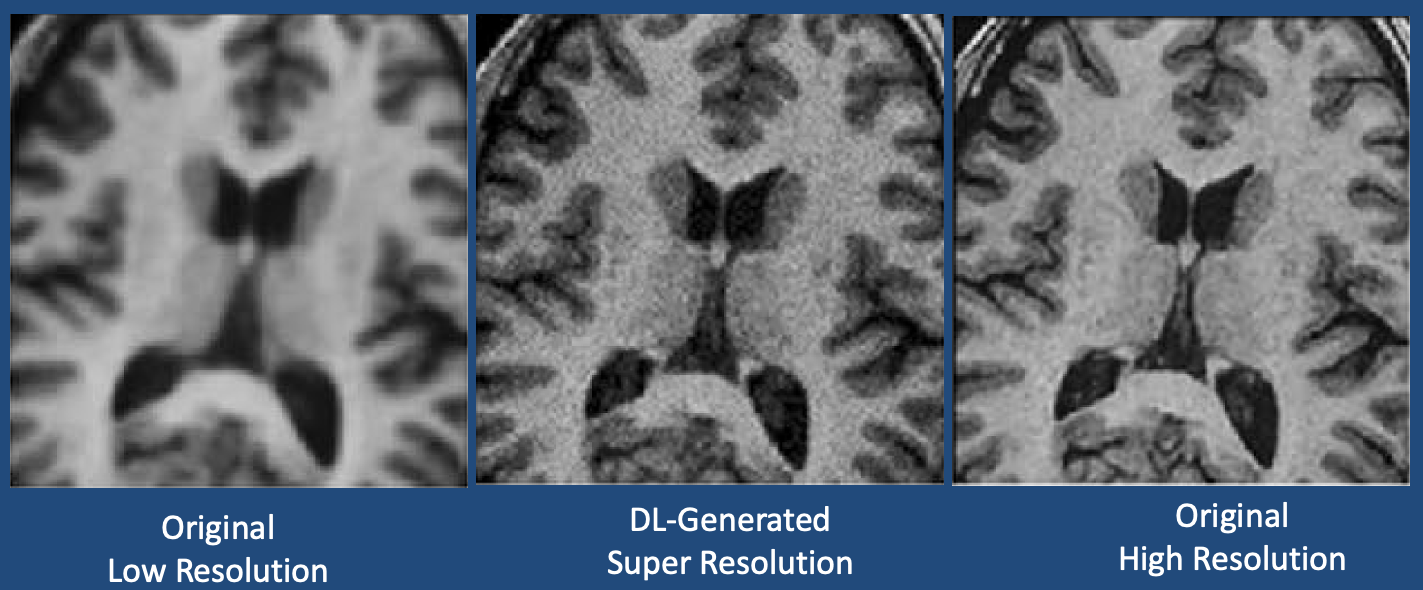 Original
Low Resolution
DL-Generated
Super Resolution
Original
High Resolution